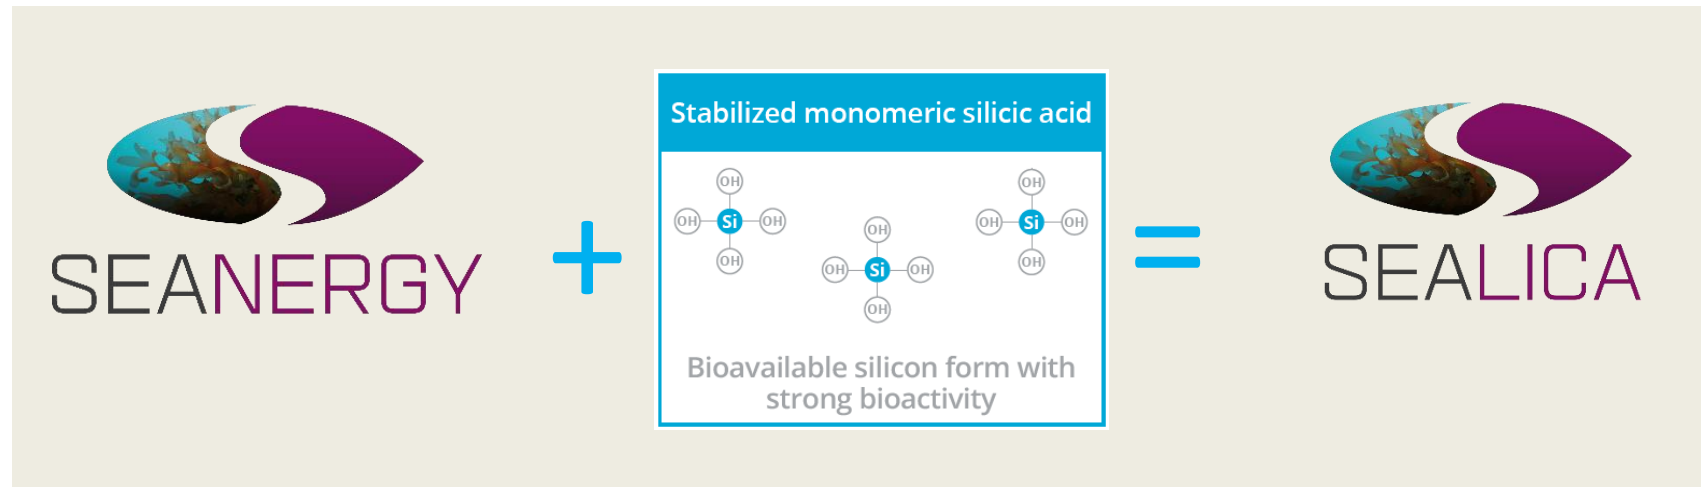 SEANERGY
+
Stabilized monomeric silicic acid
OH
OH Si OH
OH
OH
OH Si OH
OH
OH
OH Si OH
OH
Bioavailable silicon form with
strong bioactivity
=
SEALICA